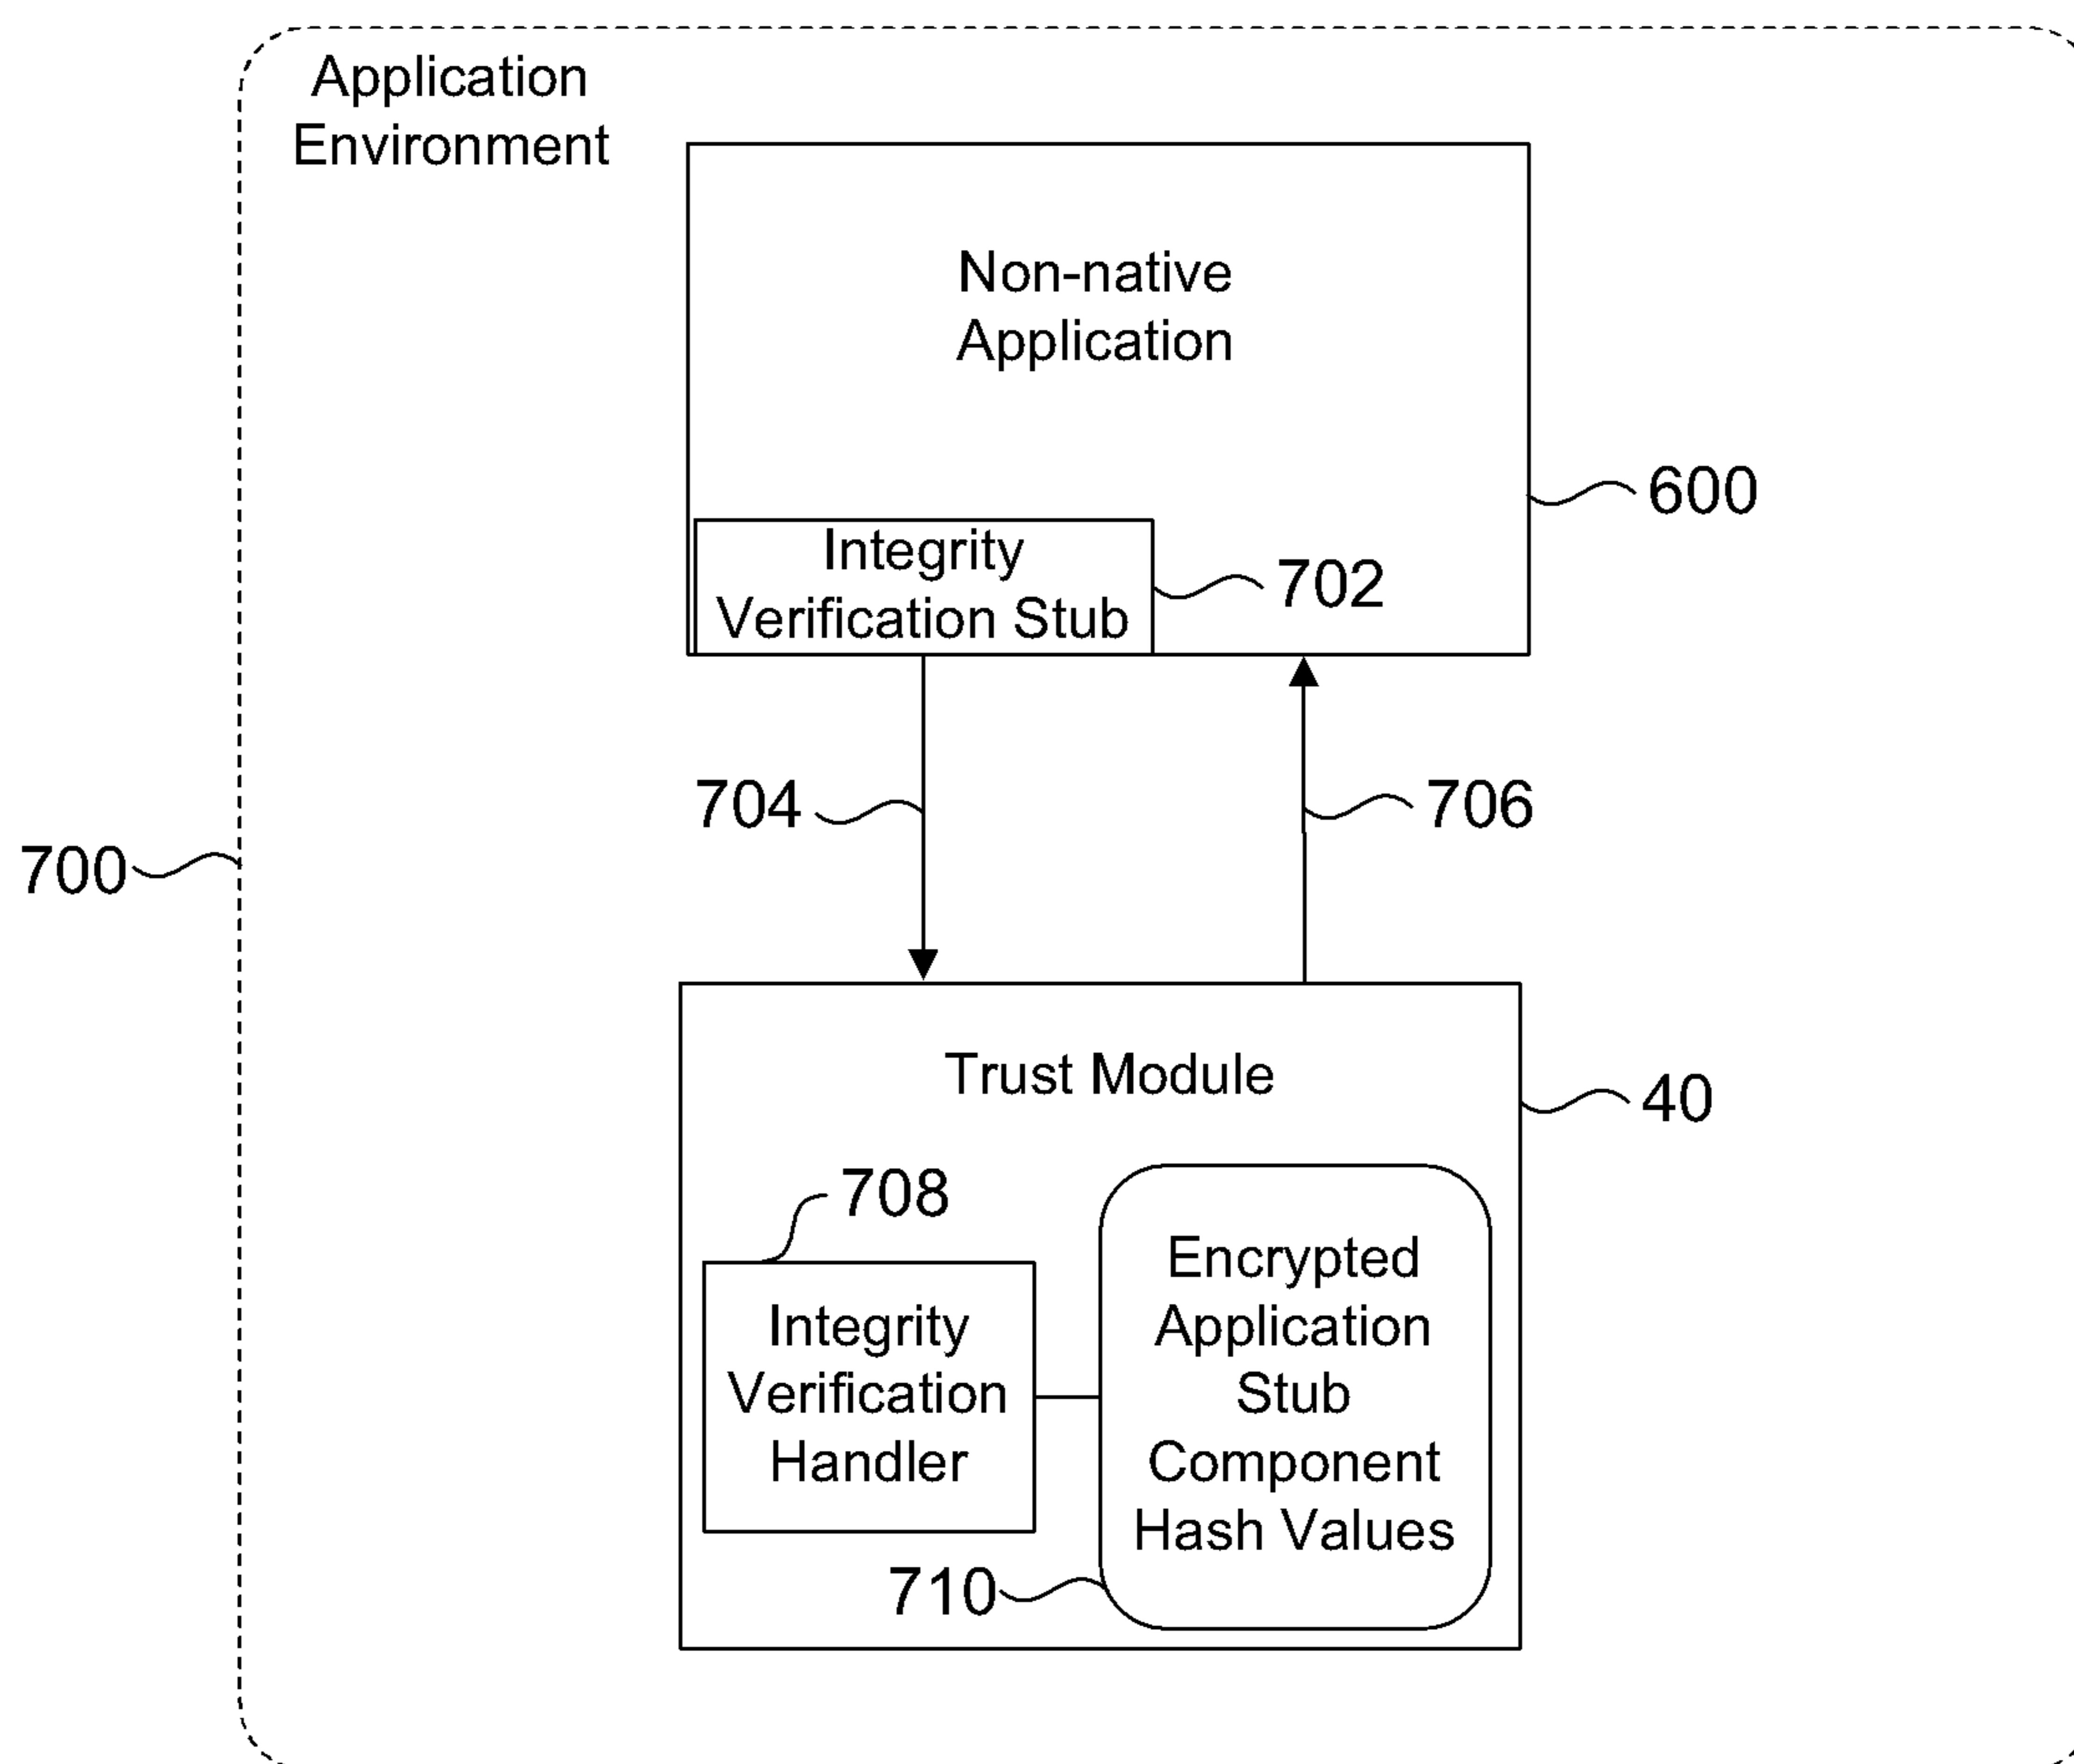 Application
Environment
Non-native
Application
600
Integrity
Verification Stub
702
704
706
700
Trust Module
40
708
Integrity
Verification
Handler
Encrypted
Application
Stub
Component
Hash Values
710